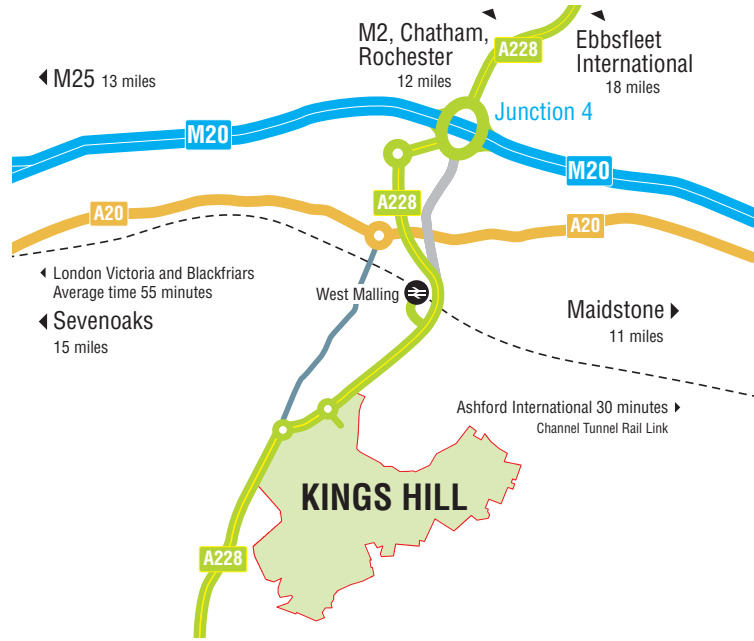 M2, Chatham,
Rochester
12 miles
A228
Ebbsfleet
International
18 miles
M25 13 miles
Junction 4
M20
M20
A228
A20
A20
London Victoria and Blackfriars
Average time 55 minutes
West Malling
Sevenoaks
15 miles
Maidstone
11 miles
Ashford International 30 minutes
Channel Tunnel Rail Link
KINGS HILL
A228